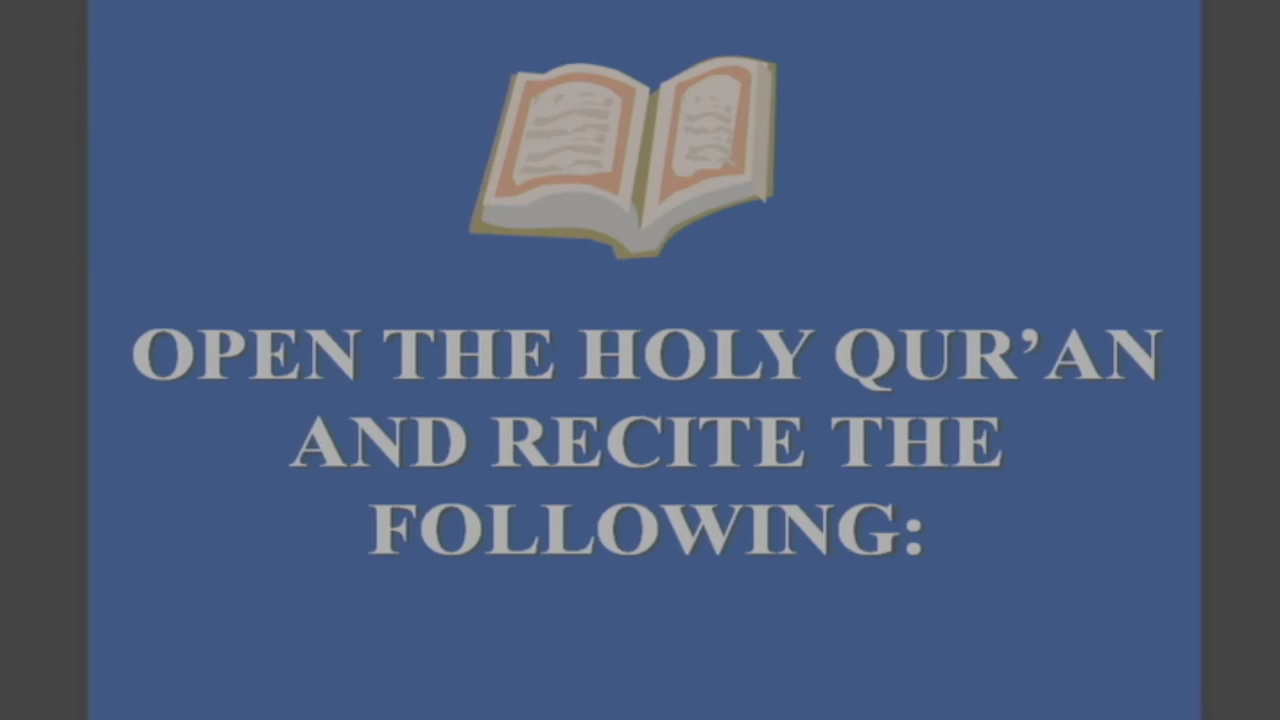 OPEN THE HOLY QUR’AN
AND RECITE THE
FOLLOWING: